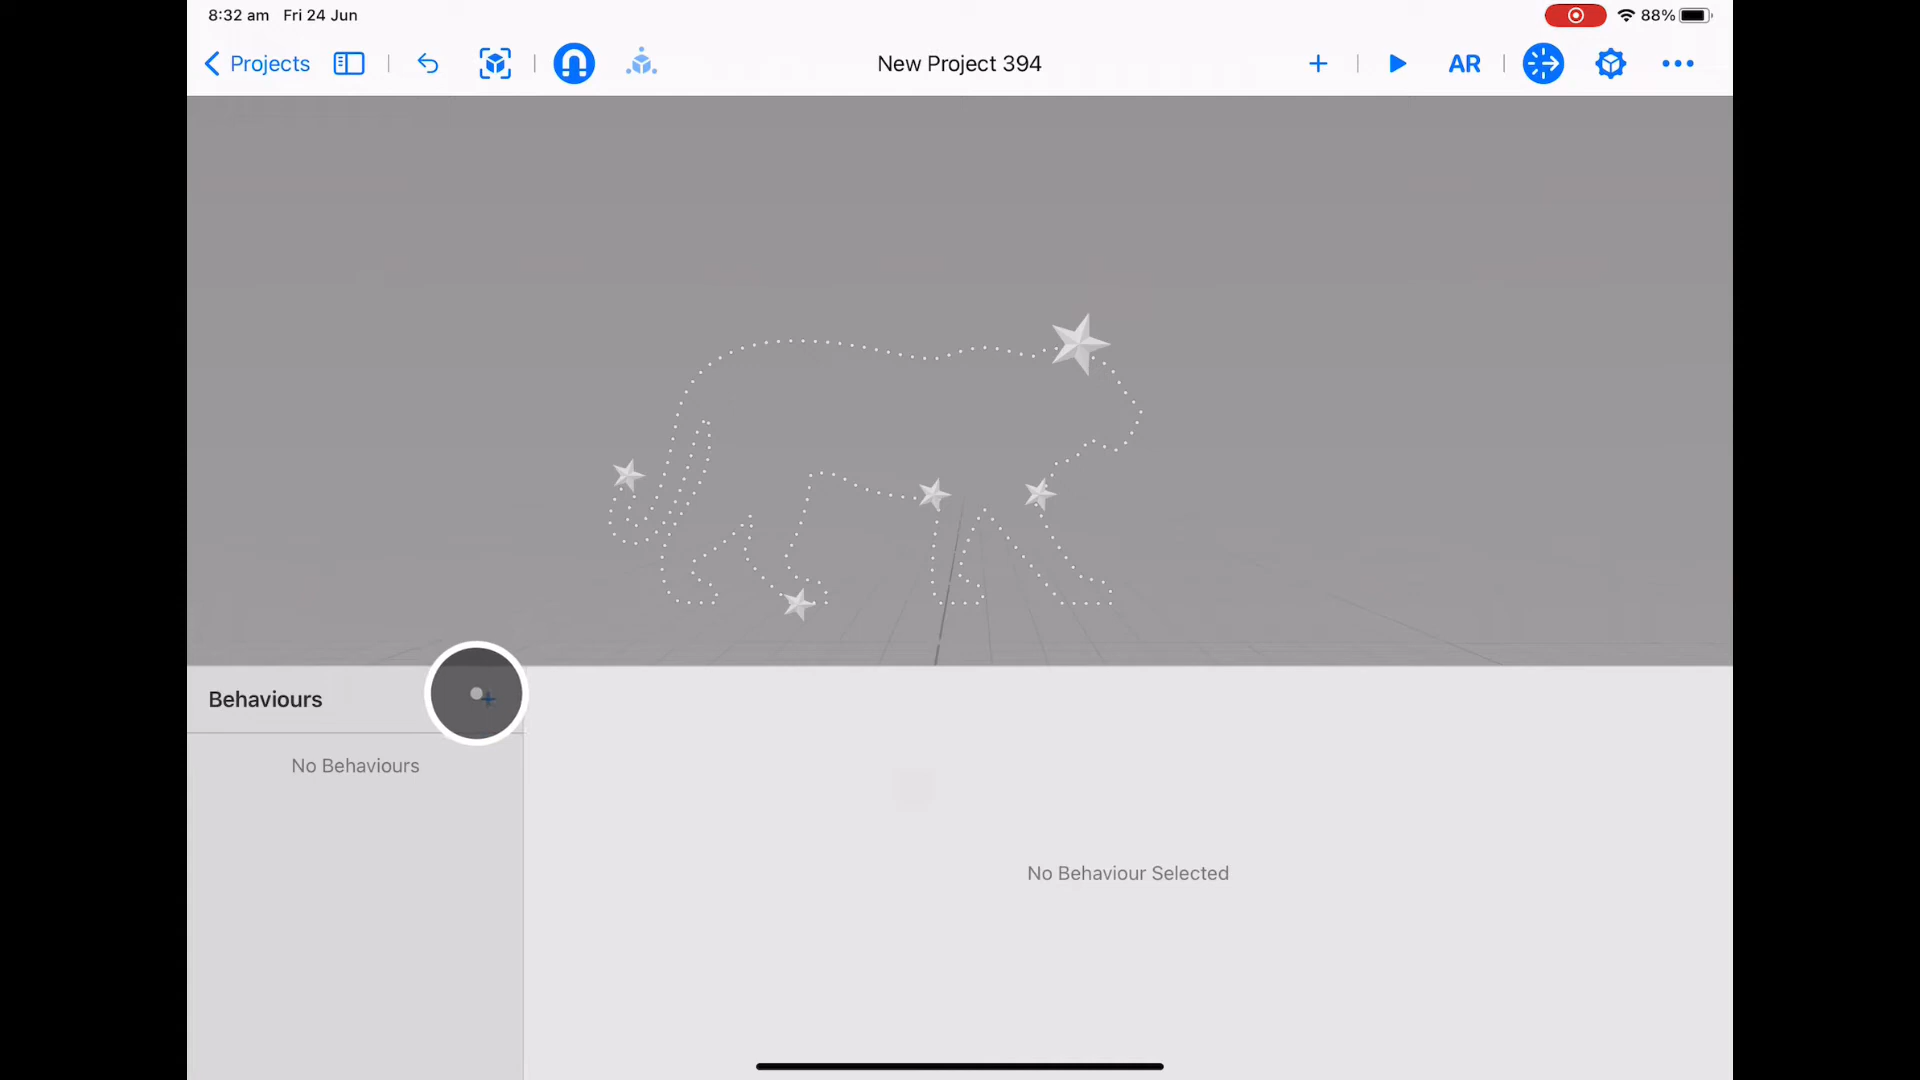 8:32 am Fri 24 Jun
88%
Projects
New Project 394
AR
Behaviours
No Behaviours
No Behaviour Selected